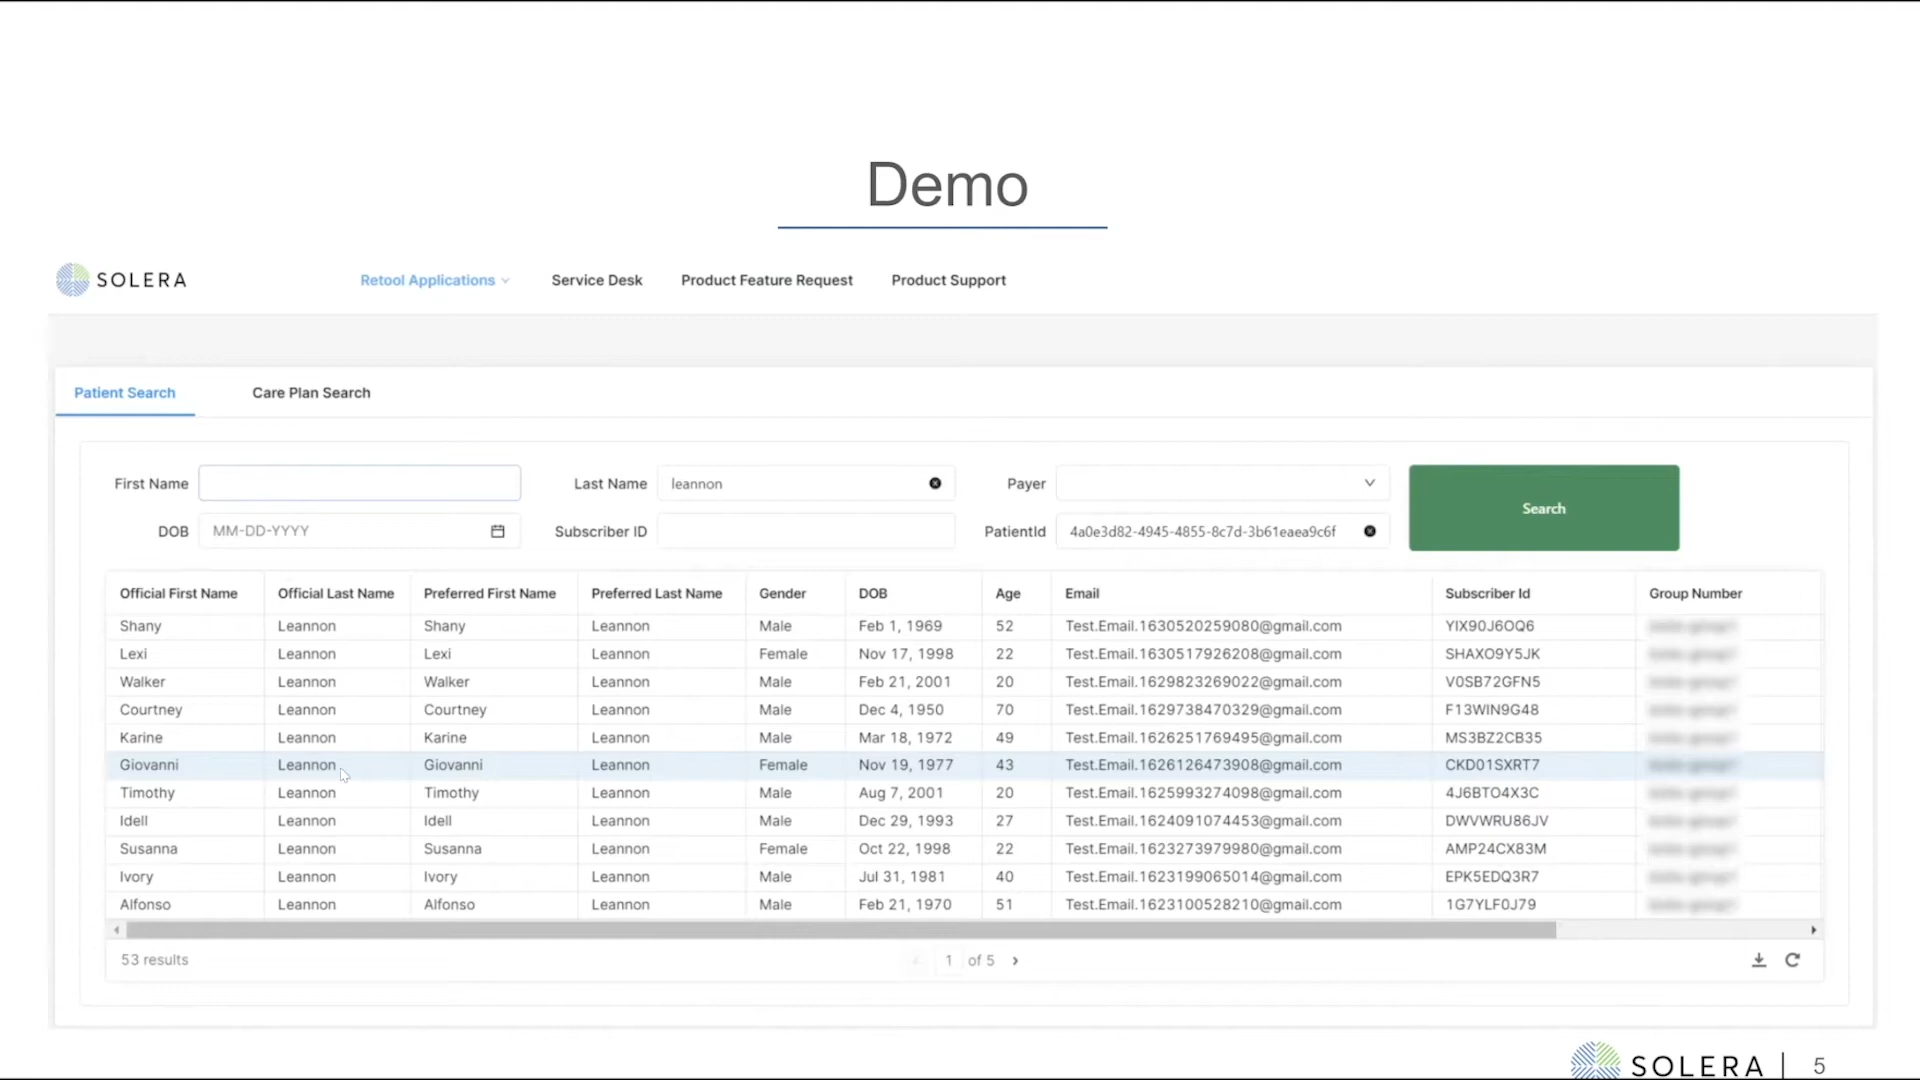 Demo
SOLERA
Retool Applications Service Desk Product Feature Request Product Support
Patient Search Care Plan Search
First Name Last Name leannon Payer Search
DOB MM-DD-YYYY Subscriber ID PatientId 4a0e3d82-4945-4855-8c7d-3b61eaea9c6f
Official First Name Official Last Name Preferred First Name Preferred Last Name Gender DOB Age Email Subscriber Id Group Number
Shany Leannon Shany Leannon Male Feb 1, 1969 52 Test.Email.1630520259080@gmail.com YIX90J6OQ6
Lexi Leannon Lexi Leannon Female Nov 17, 1998 22 Test.Email.1630517926208@gmail.com SHAXO9Y5JK
Walker Leannon Walker Leannon Male Feb 21, 2001 20 Test.Email.1629823269022@gmail.com V0SB72GFN5
Courtney Leannon Courtney Leannon Male Dec 4, 1950 70 Test.Email.1629738470329@gmail.com F13WIN9G48
Karine Leannon Karine Leannon Male Mar 18, 1972 49 Test.Email.1626251769495@gmail.com MS3BZ2CB35
Giovanni Leannon Giovanni Leannon Female Nov 19, 1977 43 Test.Email.1626126473908@gmail.com CKD01SXRT7
Timothy Leannon Timothy Leannon Male Aug 7, 2001 20 Test.Email.1625993274098@gmail.com 4J6BTO4X3C
Idell Leannon Idell Leannon Male Dec 29, 1993 27 Test.Email.1624091074453@gmail.com DWVWRU86JV
Susanna Leannon Susanna Leannon Female Oct 22, 1998 22 Test.Email.1623273979980@gmail.com AMP24CX83M
Ivory Leannon Ivory Leannon Male Jul 31, 1981 40 Test.Email.1623199065014@gmail.com EPK5EDQ3R7
Alfonso Leannon Alfonso Leannon Male Feb 21, 1970 51 Test.Email.1623100528210@gmail.com 1G7YLF0J79
53 results 1 of 5
SOLERA | 5